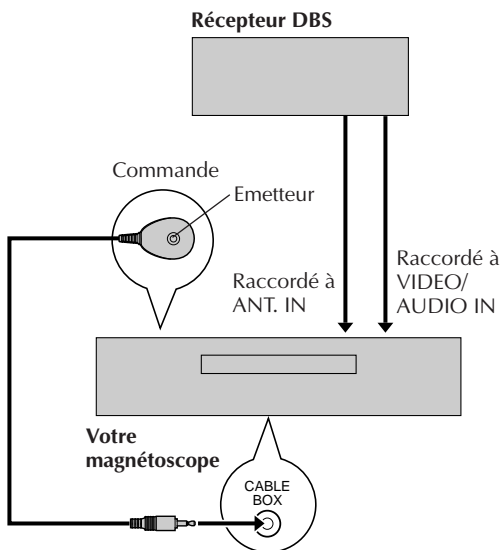 Récepteur DBS
Commande
Emetteur
Raccordé à
ANT. IN
Raccordé à
VIDEO/
AUDIO IN
Votre
magnétoscope
CABLE
BOX